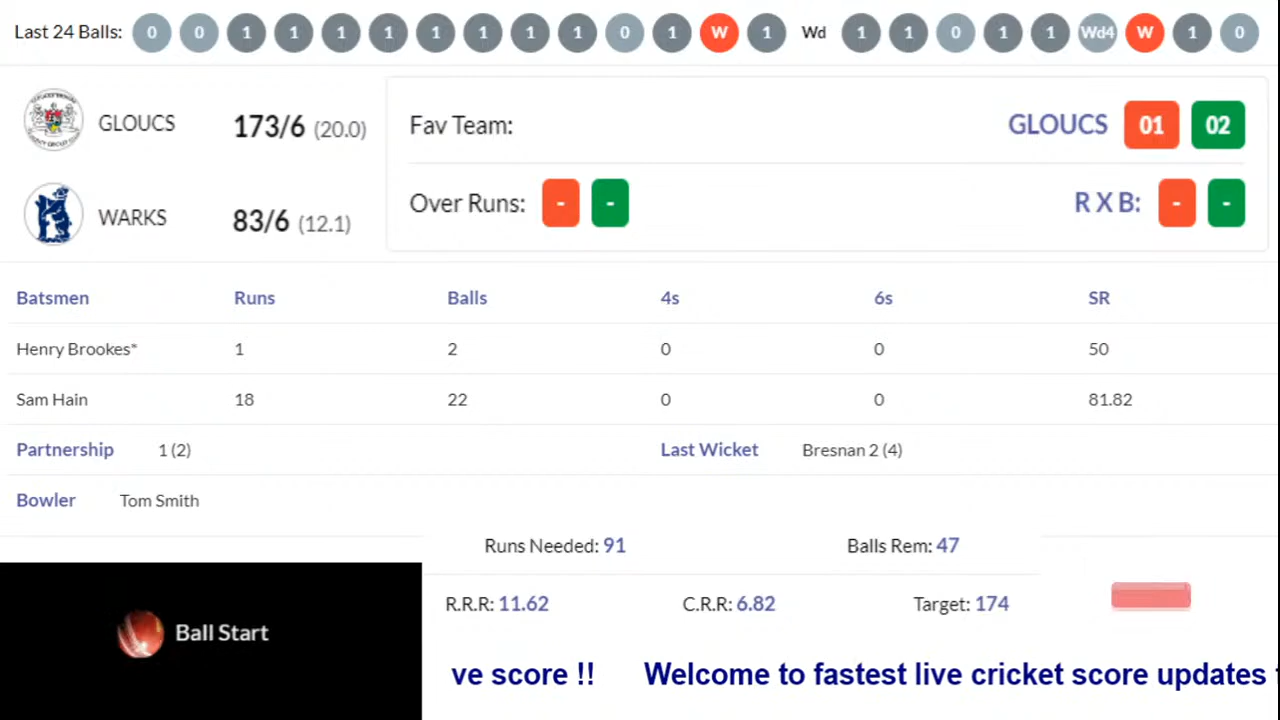 Last 24 Balls: 0 0 1 1 1 1 1 1 1 1 0 1 W 1 Wd 1 1 0 1 1 Wd4 W 1 0
GLOUCS 173/6 (20.0)
Fav Team: GLOUCS 01 02
WARKS 83/6 (12.1)
Over Runs: - - R X B: - -
Batsmen Runs Balls 4s 6s SR
Henry Brookes* 1 2 0 0 50
Sam Hain 18 22 0 0 81.82
Partnership 1 (2) Last Wicket Bresnan 2 (4)
Bowler Tom Smith
Runs Needed: 91 Balls Rem: 47
R.R.R: 11.62 C.R.R: 6.82 Target: 174
Ball Start
ve score !! Welcome to fastest live cricket score updates